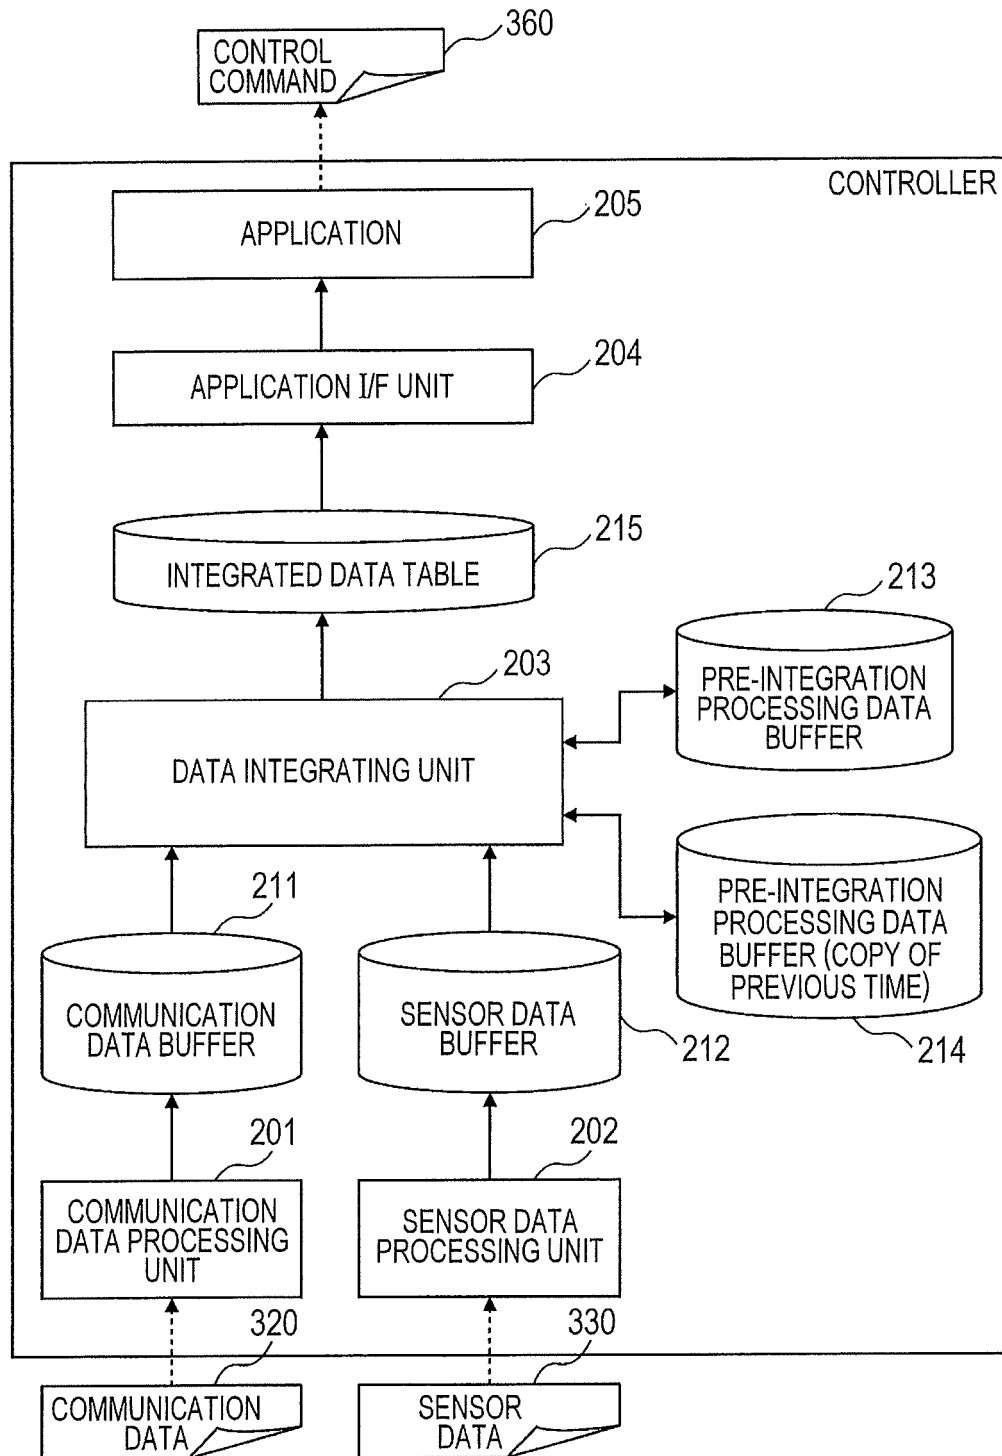 360
CONTROL
COMMAND
CONTROLLER
205
APPLICATION
204
APPLICATION I/F UNIT
215
INTEGRATED DATA TABLE
213
PRE-INTEGRATION
PROCESSING DATA
BUFFER
203
DATA INTEGRATING UNIT
PRE-INTEGRATION
PROCESSING DATA
BUFFER (COPY OF
PREVIOUS TIME)
214
211
COMMUNICATION
DATA BUFFER
SENSOR DATA
BUFFER
212
201
COMMUNICATION
DATA PROCESSING
UNIT
202
SENSOR DATA
PROCESSING UNIT
320
COMMUNICATION
DATA
330
SENSOR
DATA